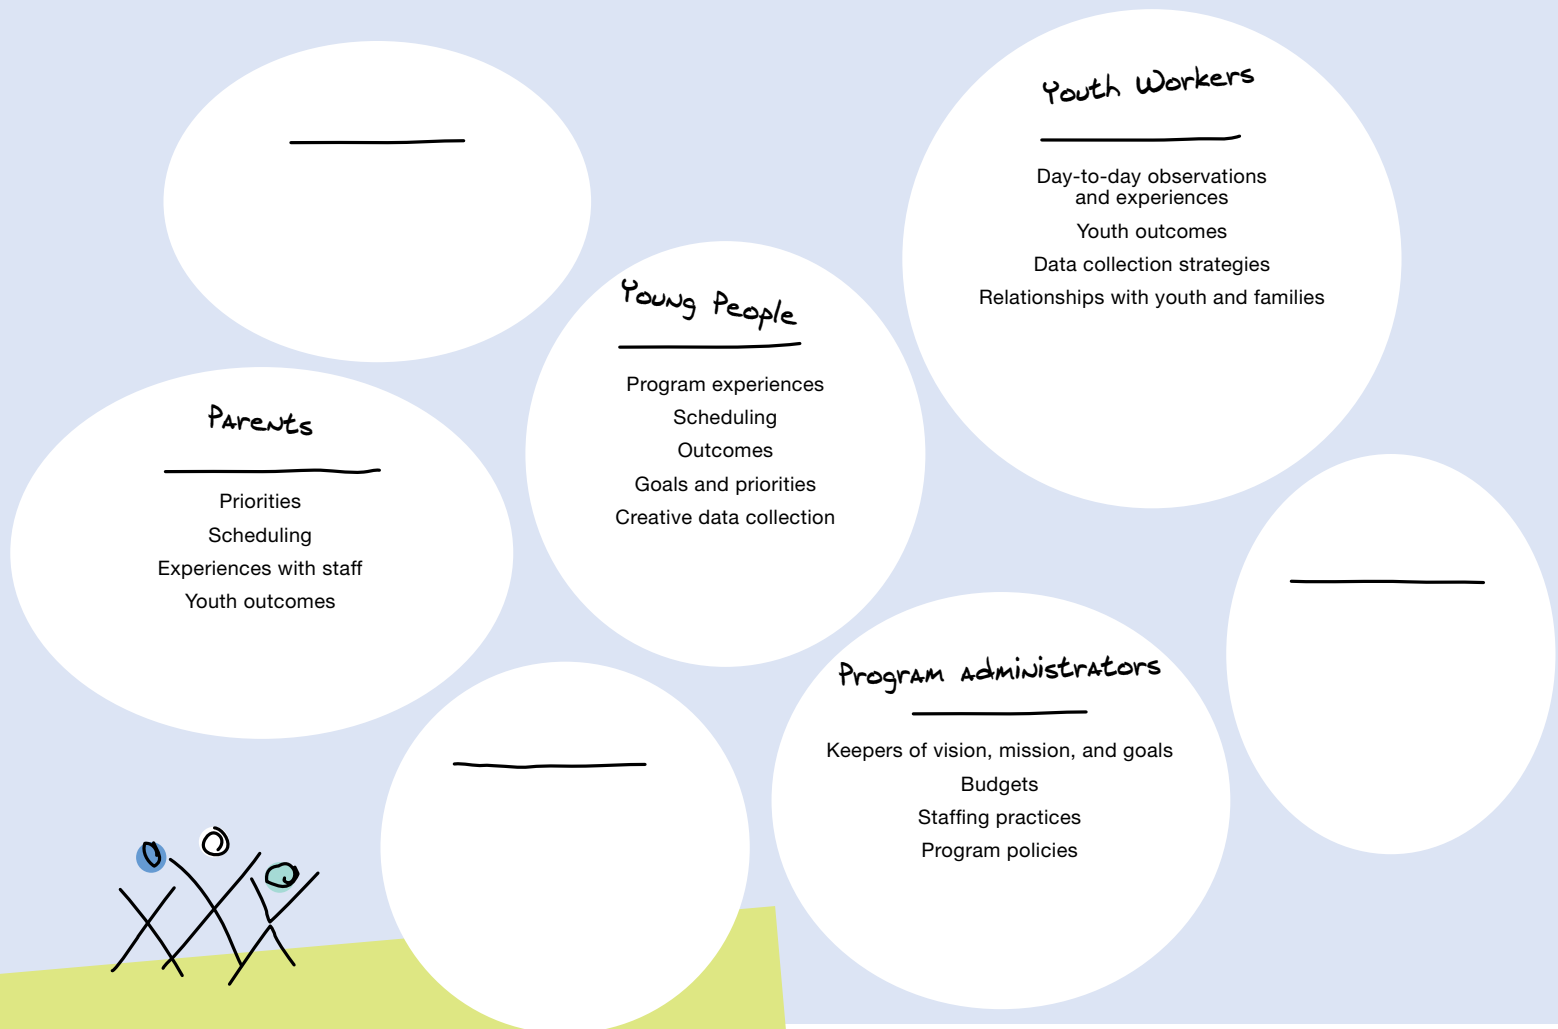 Youth Workers
Day-to-day observations
and experiences
Youth outcomes
Data collection strategies
Relationships with youth and families
Young People
Program experiences
Scheduling
Outcomes
Goals and priorities
Creative data collection
Parents
Priorities
Scheduling
Experiences with staff
Youth outcomes
Program administrators
Keepers of vision, mission, and goals
Budgets
Staffing practices
Program policies